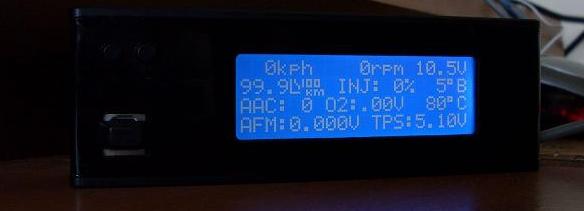 0kph 0rpm 10.5V
99.9L/100km INJ: 0% 5°B
AAC: 0 O2:.00V 80°C
AFM:0.000V TPS:5.10V